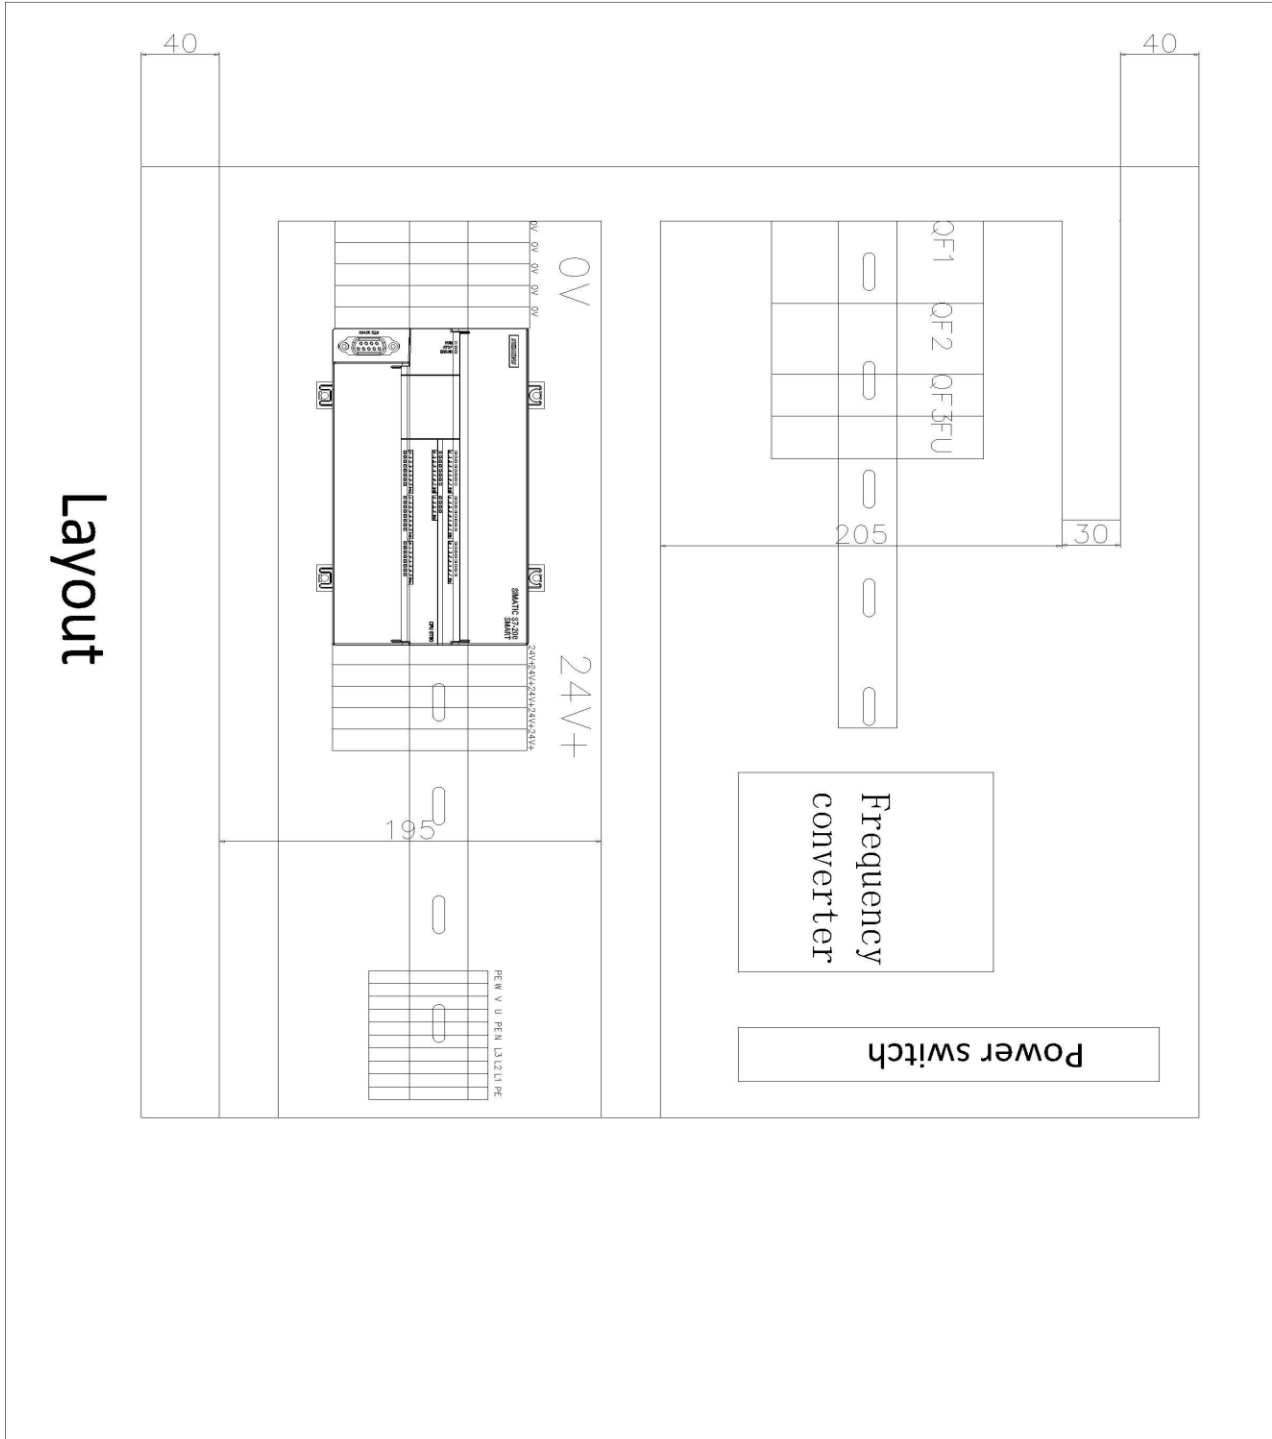 40
40
0V
0V
0V
0V
0V
0V
QF1
QF2
QF3FU
205
30
SIMATIC S7-200
SMART
24V+24V+24V+24V+24V+
24V+
195
Layout
Frequency
converter
PE W V U PE N L3 L2 L1 PE
Power switch